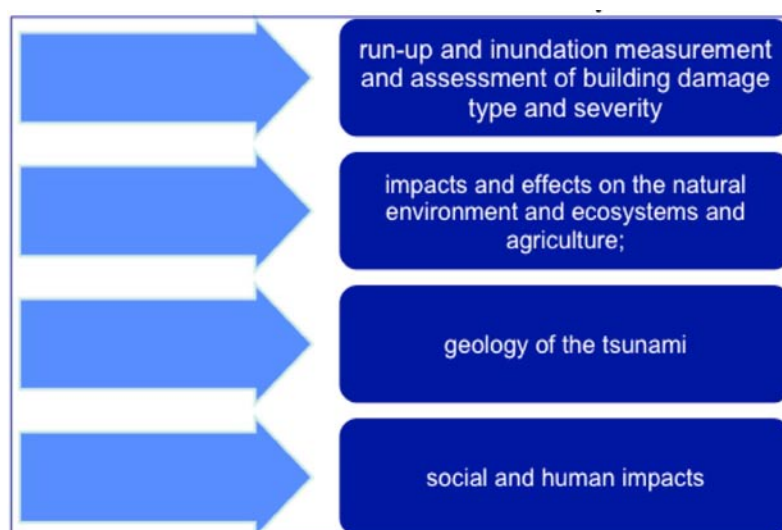 run-up and inundation measurement
and assessment of building damage
type and severity
impacts and effects on the natural
environment and ecosystems and
agriculture;
geology of the tsunami
social and human impacts